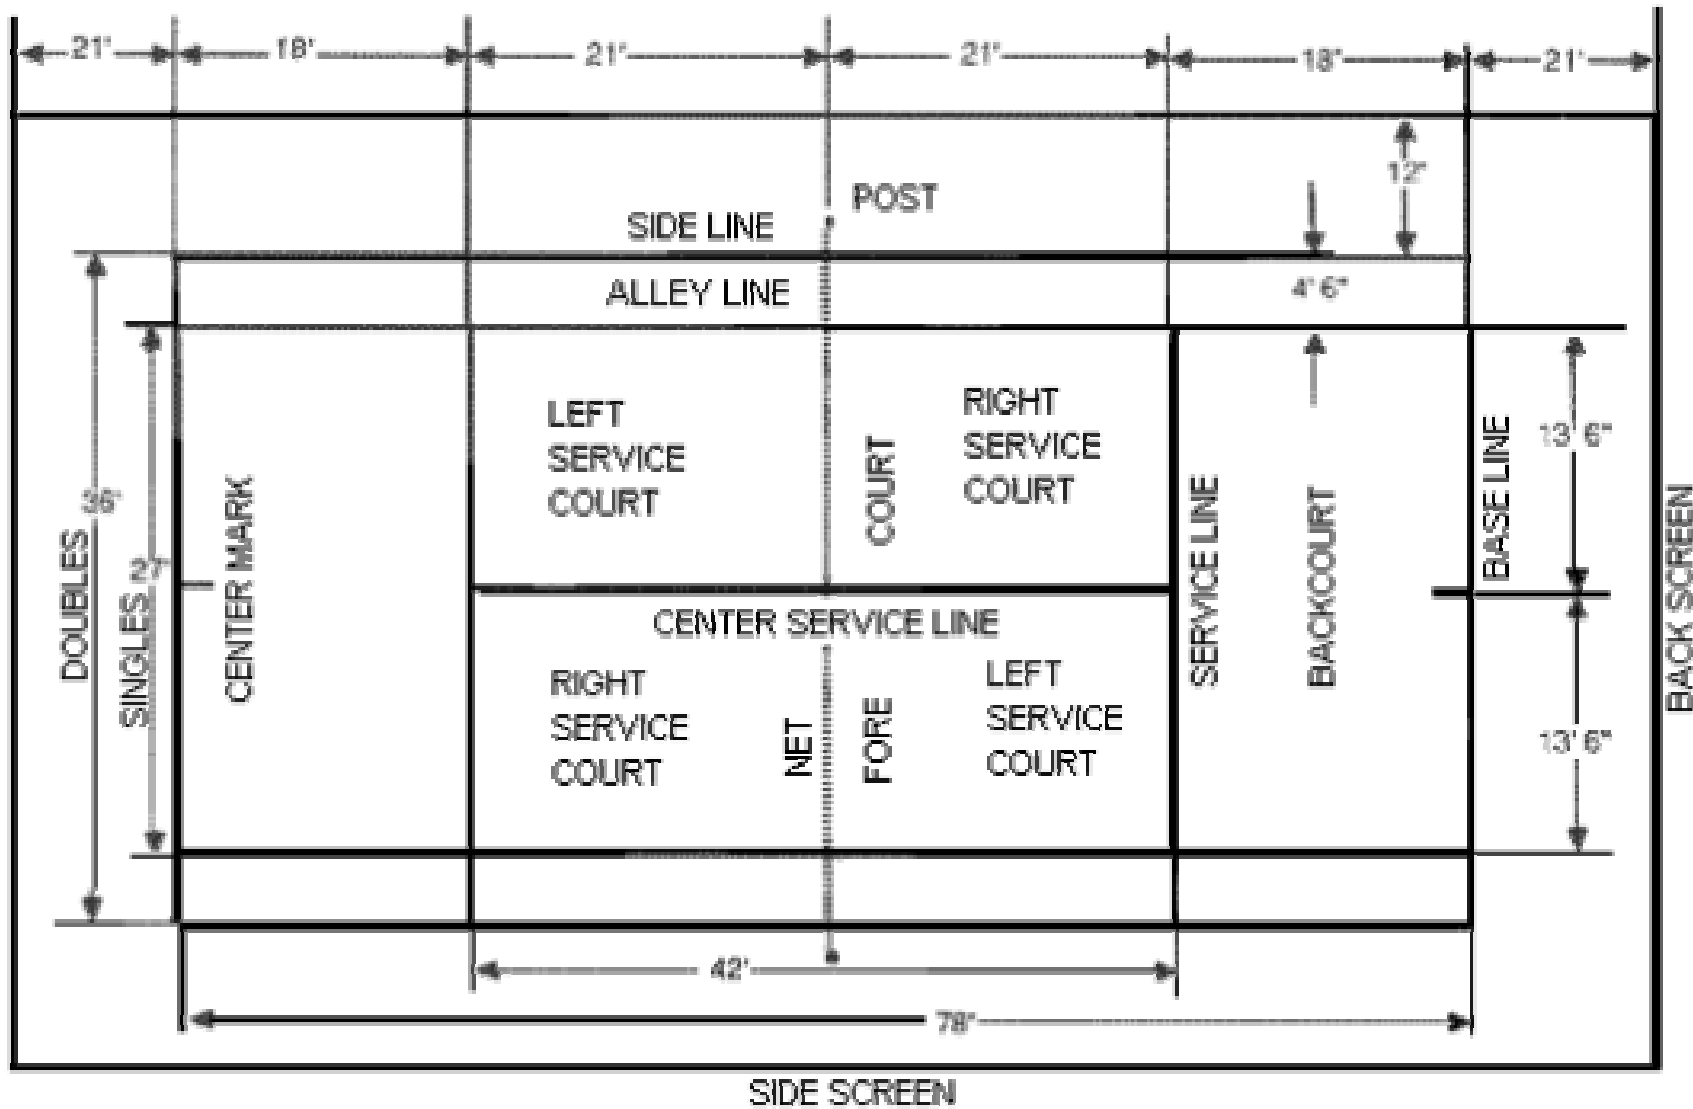 21' 18' 21' 21' 18" 21'
12"
POST
SIDE LINE
4' 6"
ALLEY LINE
LEFT
SERVICE
COURT
RIGHT
SERVICE
COURT
COURT
13' 6"
BASE LINE
36'
DOUBLES
27'
SINGLES
CENTER MARK
SERVICE LINE
BACKCOURT
BACK SCREEN
CENTER SERVICE LINE
RIGHT
SERVICE
COURT
NET
FORE
LEFT
SERVICE
COURT
13' 6"
42'
78"
SIDE SCREEN